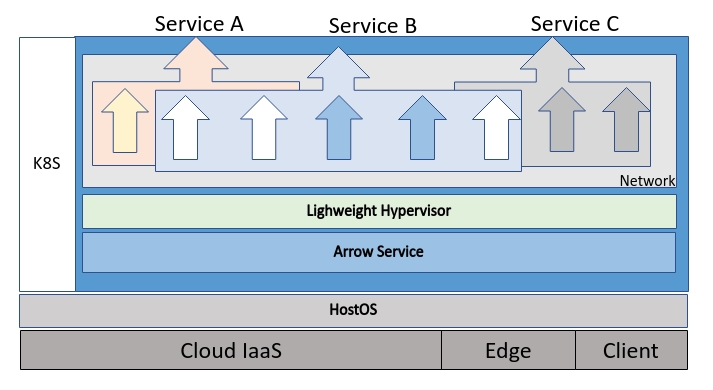 Service A
Service B
Service C
K8S
Network
Lighweight Hypervisor
Arrow Service
HostOS
Cloud IaaS
Edge
Client